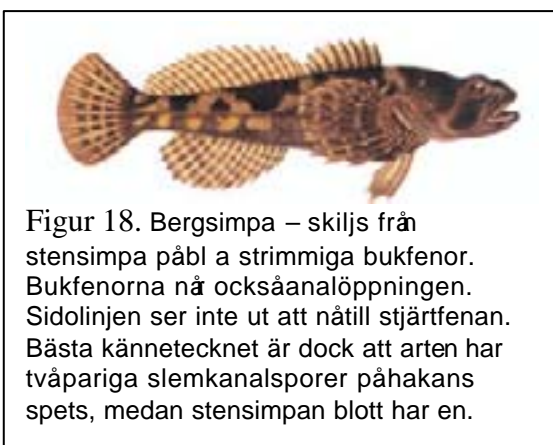 Figur 18. Bergsimpa – skiljs från
stensimpa påbl a strimmiga bukfenor.
Bukfenorna når ocksåanalöppningen.
Sidolinjen ser inte ut att nåtill stjärtfenan.
Bästa kännetecknet är dock att arten har
tvåpariga slemkanalsporer påhakans
spets, medan stensimpan blott har en.